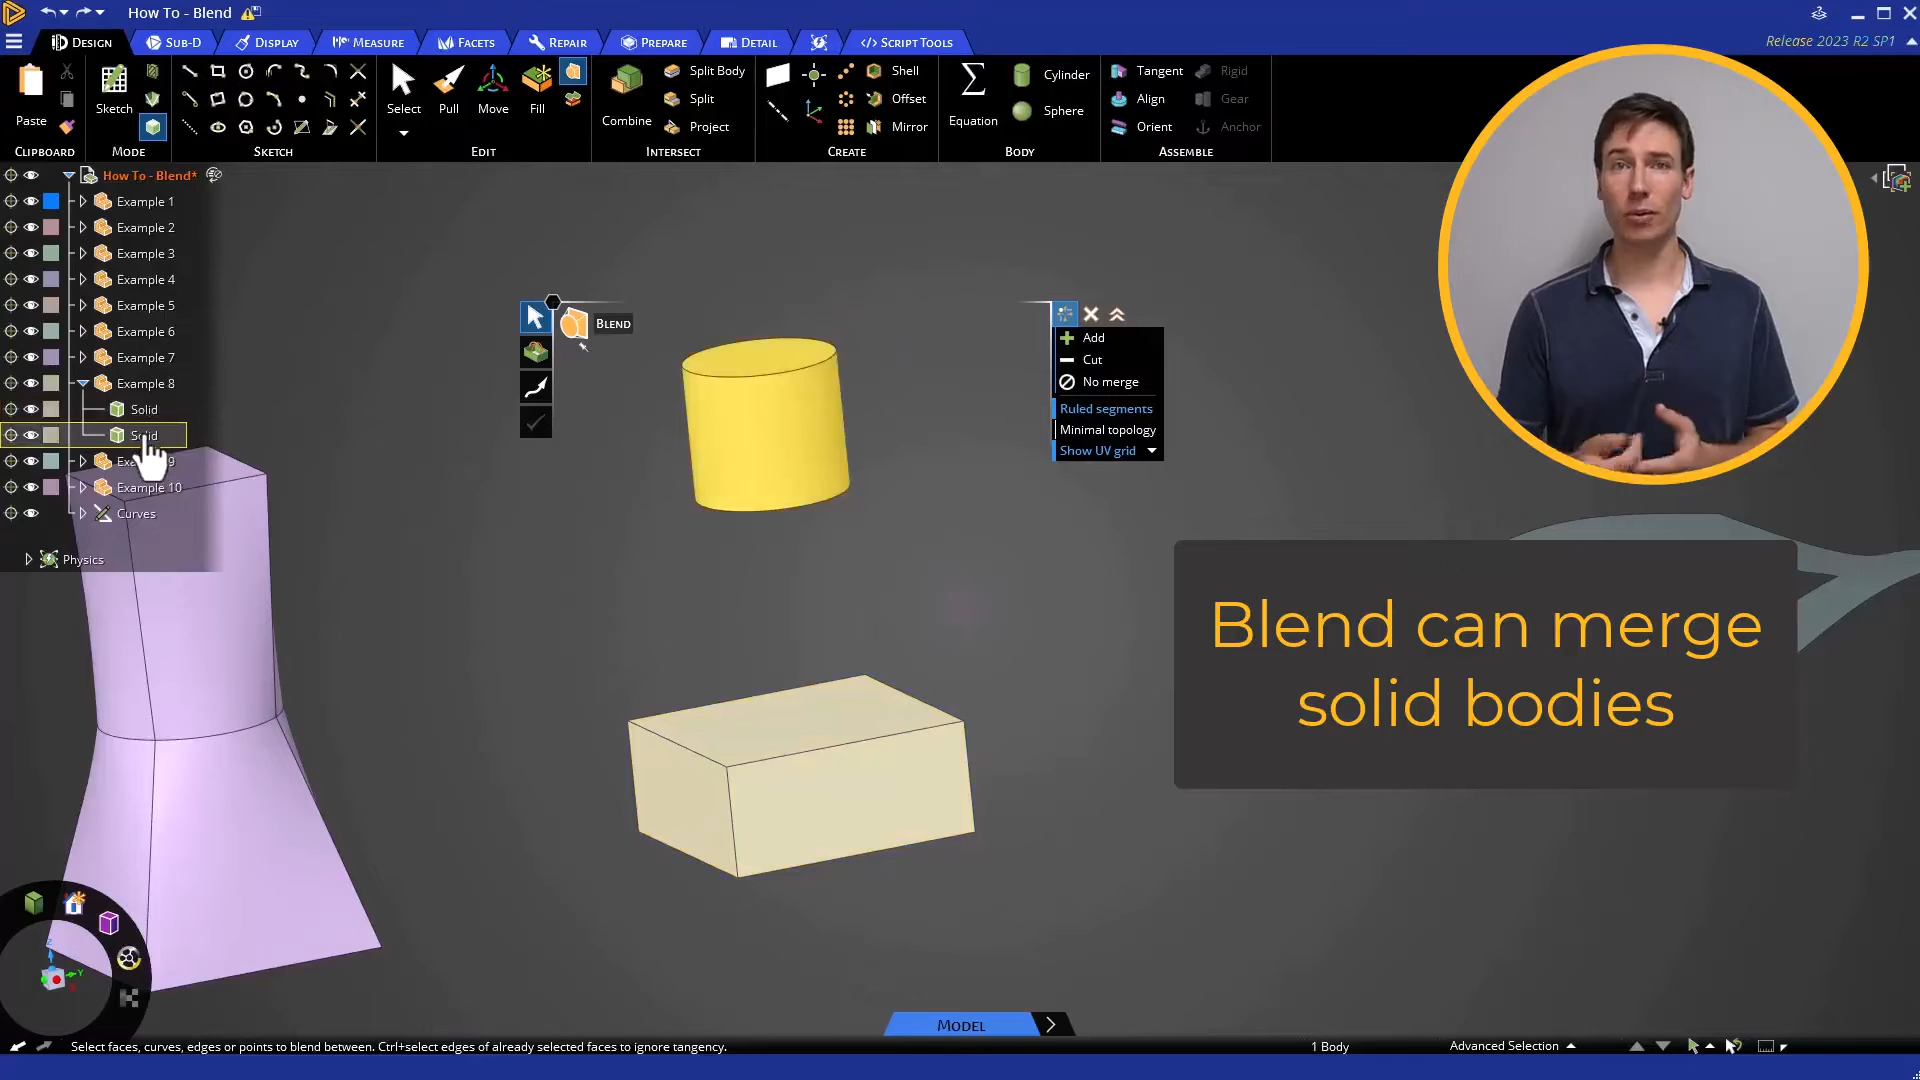 How To - Blend
Design
Sub-D
Display
Measure
Facets
Repair
Prepare
Detail
Script Tools
Release 2023 R2 SP1
Paste
Clipboard
Sketch
Mode
Sketch
Select
Pull
Move
Fill
Edit
Combine
Split Body
Split
Project
Intersect
Shell
Offset
Mirror
Create
Equation
Cylinder
Sphere
Body
Tangent
Align
Orient
Rigid
Gear
Anchor
Assemble
How To - Blend*
Example 1
Example 2
Example 3
Example 4
Example 5
Example 6
Example 7
Example 8
Solid
Solid
Example 10
Curves
Physics
Blend
Add
Cut
No merge
Ruled segments
Minimal topology
Show UV grid
Blend can merge
solid bodies
Z
Y
Model
Select faces, curves, edges or points to blend between. Ctrl+select edges of already selected faces to ignore tangency.
1 Body
Advanced Selection